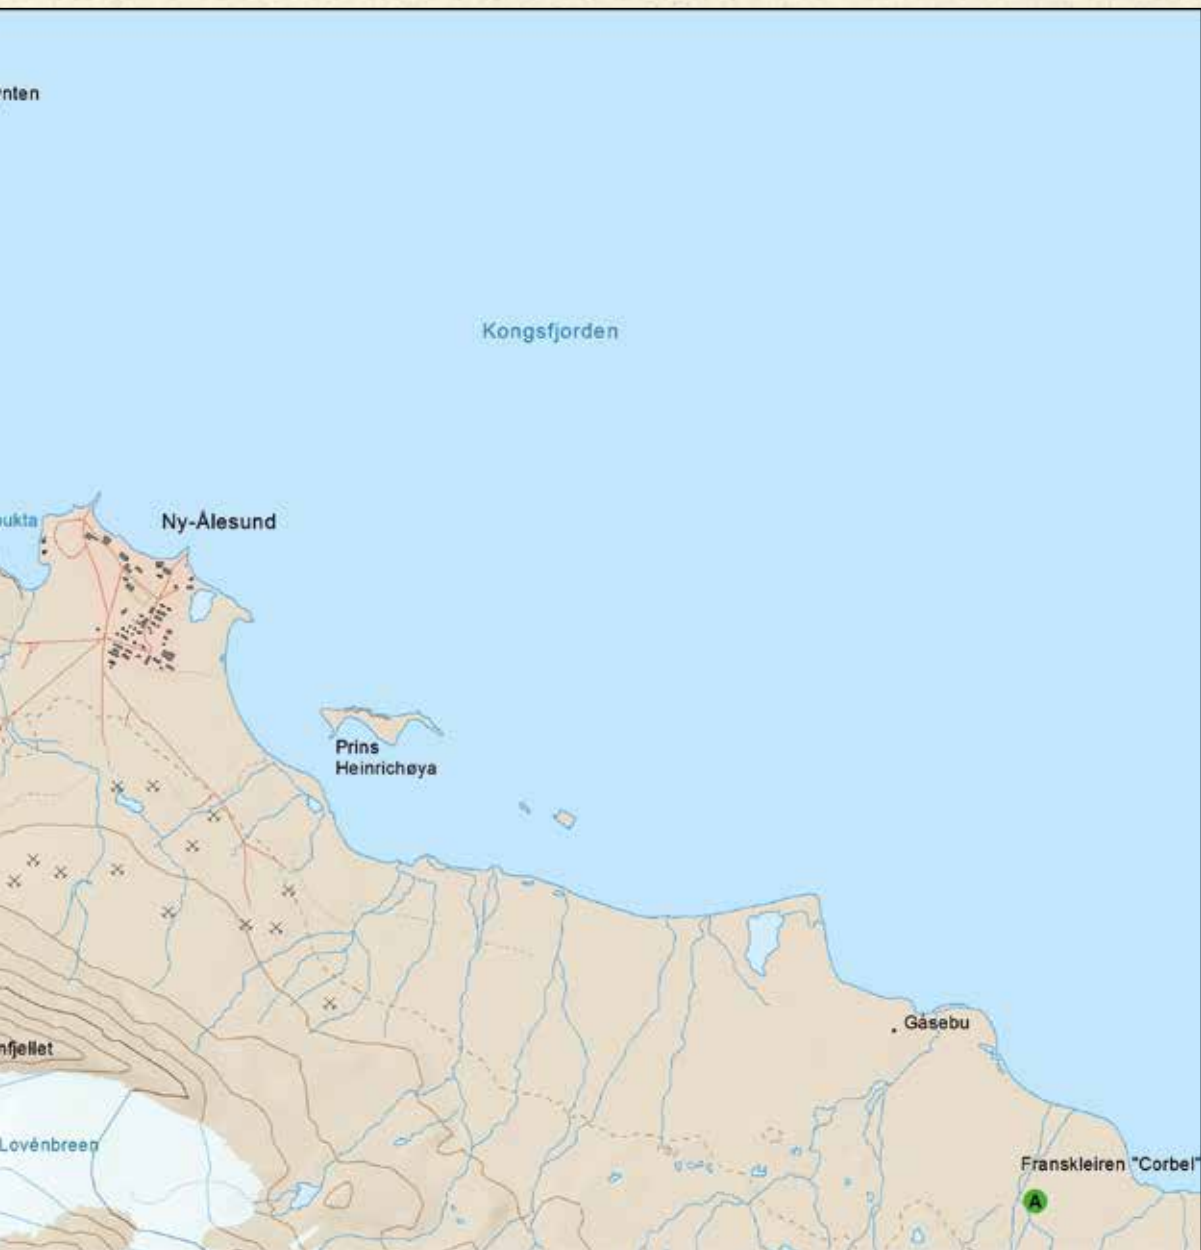 nten
Kongsfjorden
ukta
Ny-Ålesund
Prins
Heinrichøya
Gåsebu
nfjellet
Lovénbreen
Franskleiren "Corbel"
A